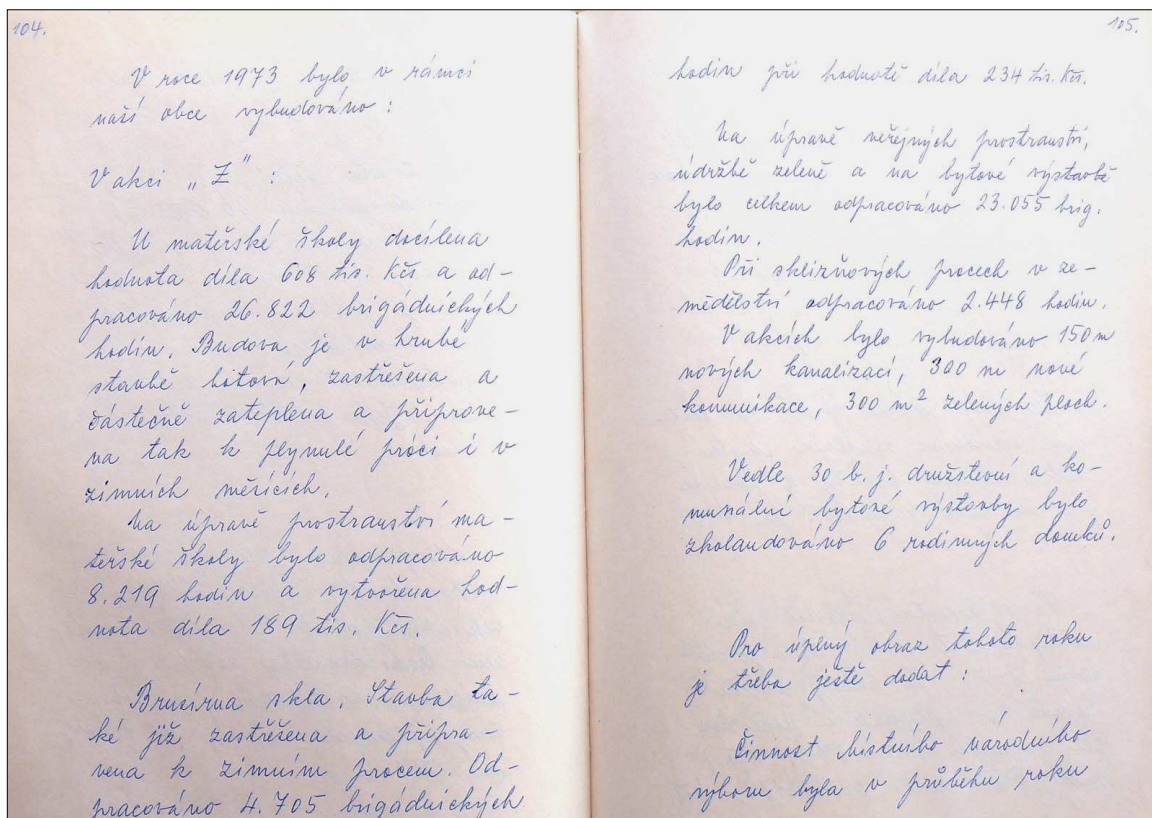 104.
V roce 1973 bylo v rámci
naší obce vybudováno :
V akci „Z" :
U mateřské školy docílena
hodnota díla 608 tis. Kčs a od-
pracováno 26.822 brigádnických
hodin. Budova je v hrubé
stavbě hotová, zastřešena a
částečně zateplena a připrave-
na tak k plynulé práci i v
zimních měsících.
Na úpravě prostranství ma-
teřské školy bylo odpracováno
8.219 hodin a vytvořena hod-
nota díla 189 tis. Kčs.
Brusírna skla. Stavba ta-
ké již zastřešena a připra-
vena k zimním pracem. Od-
pracováno 4.705 brigádnických
105.
hodin při hodnotě díla 234 tis. Kčs.
Na úpravě veřejných prostranství,
údržbě zeleně a na bytové výstavbě
bylo celkem odpracováno 23.055 brig.
hodin.
Při sklizňových pracech v ze-
mědělství odpracováno 2.448 hodin.
V akcích bylo vybudováno 150 m
nových kanalizací, 300 m nové
komunikace, 300 m² zelených ploch.
Vedle 30 b. j. družstevní a ko-
munální bytové výstavby bylo
zkolaudováno 6 rodinných domků.
Pro úplný obraz tohoto roku
je třeba ještě dodat :
Činnost Místního národního
výboru byla v průběhu roku